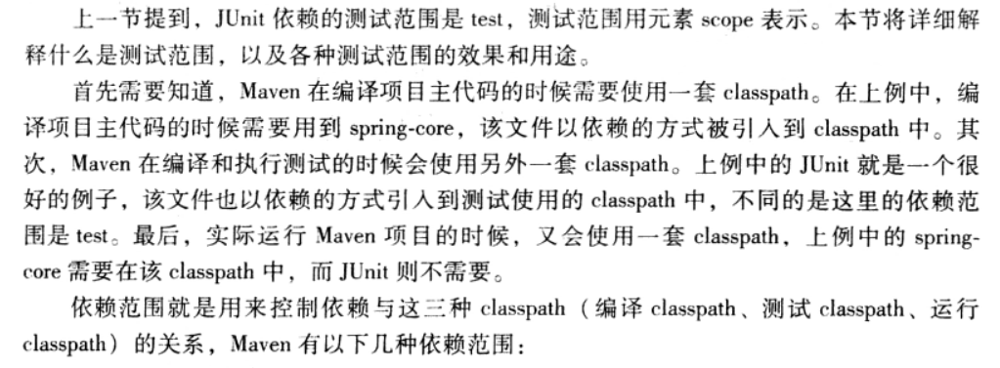 上一节提到，JUnit 依赖的测试范围是 test，测试范围用元素 scope 表示。本节将详细解
释什么是测试范围，以及各种测试范围的效果和用途。
首先需要知道，Maven 在编译项目主代码的时候需要使用一套 classpath。在上例中，编
译项目主代码的时候需要用到 spring-core，该文件以依赖的方式被引入到 classpath 中。其
次，Maven 在编译和执行测试的时候会使用另外一套 classpath。上例中的 JUnit 就是一个很
好的例子，该文件也以依赖的方式引入到测试使用的 classpath 中，不同的是这里的依赖范
围是 test。最后，实际运行 Maven 项目的时候，又会使用一套 classpath，上例中的 spring-
core 需要在该 classpath 中，而 JUnit 则不需要。
依赖范围就是用来控制依赖与这三种 classpath（编译 classpath、测试 classpath、运行
classpath）的关系，Maven 有以下几种依赖范围：